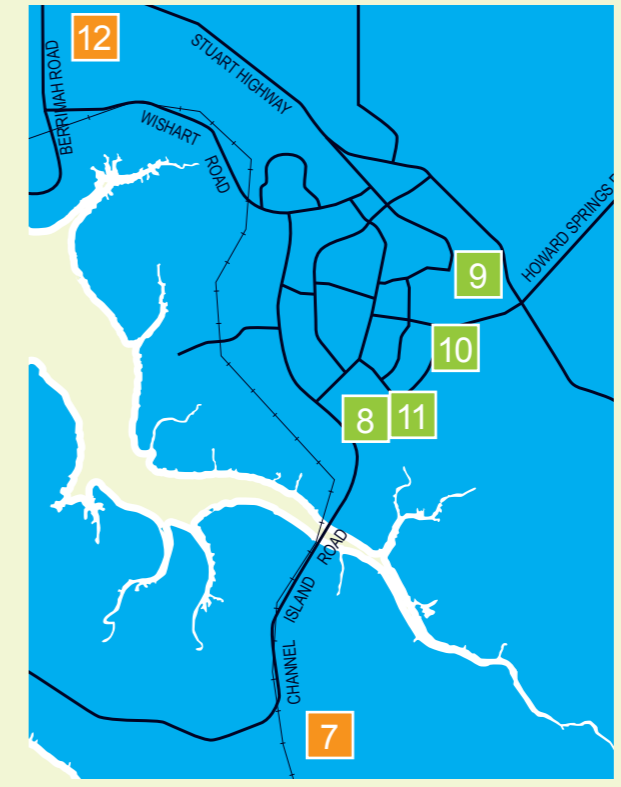 12
STUART HIGHWAY
BERRIMAH ROAD
WISHART
ROAD
HOWARD SPRINGS
9
10
8
11
ROAD
ISLAND
CHANNEL
7